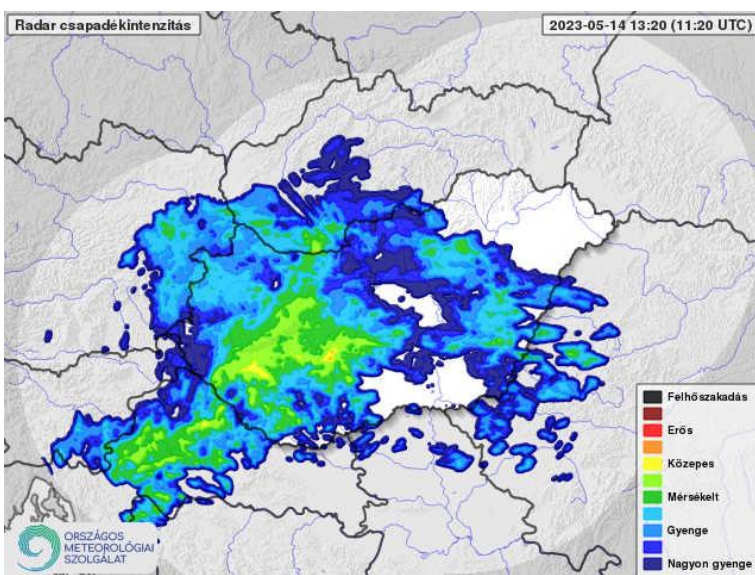 Radar csapadékintenzitás
2023-05-14 13:20 (11:20 UTC)
Felhőszakadás
Erős
Közepes
Mérsékelt
Gyenge
Nagyon gyenge
ORSZÁGOS
METEOROLÓGIAI
SZOLGÁLAT